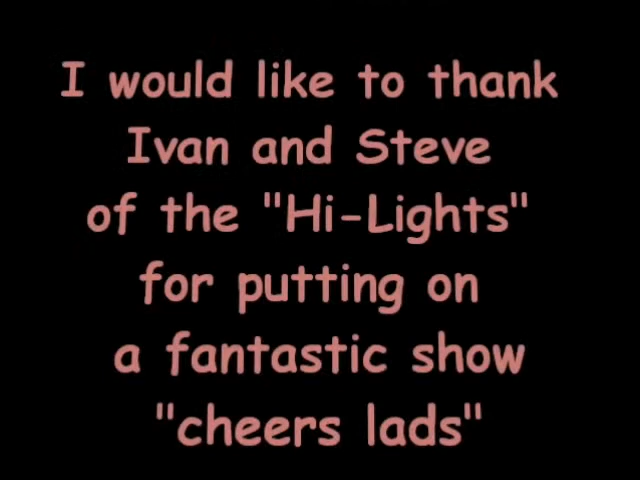 I would like to thank
Ivan and Steve
of the "Hi-Lights"
for putting on
a fantastic show
"cheers lads"